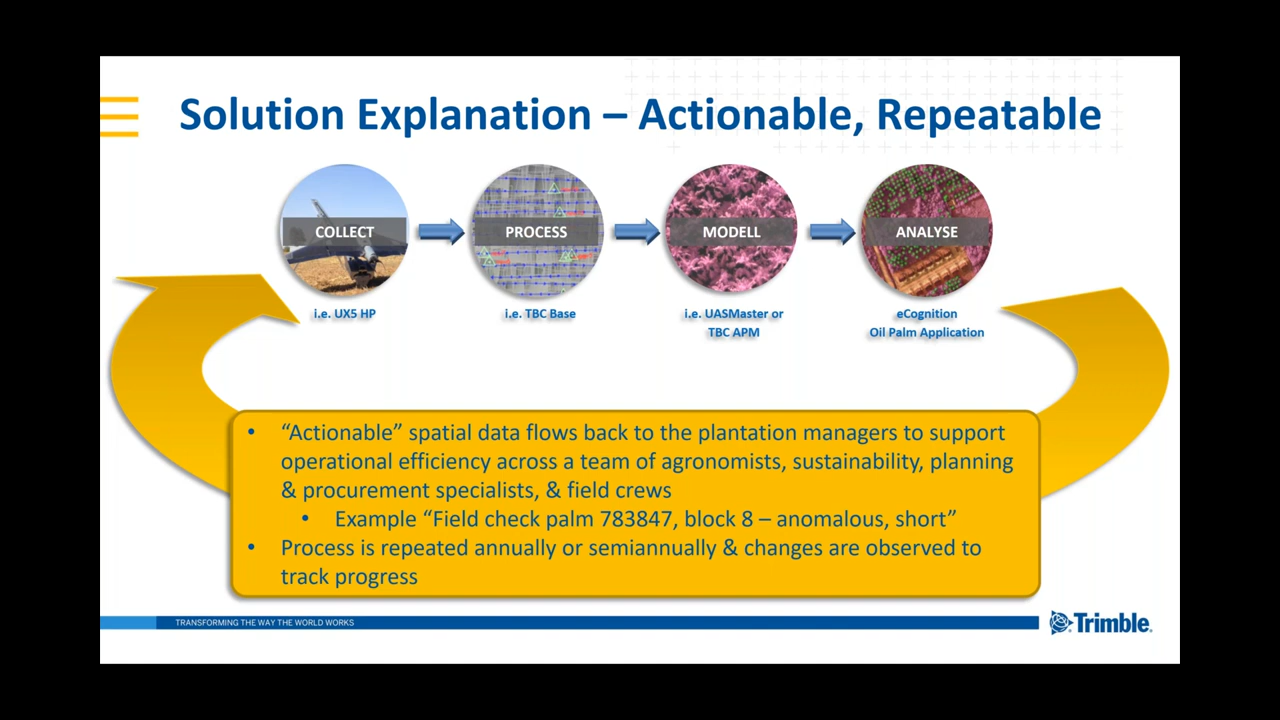 Solution Explanation – Actionable, Repeatable
COLLECT
PROCESS
MODELL
ANALYSE
i.e. UX5 HP
i.e. TBC Base
i.e. UASMaster or
TBC APM
eCognition
Oil Palm Application
• “Actionable” spatial data flows back to the plantation managers to support
operational efficiency across a team of agronomists, sustainability, planning
& procurement specialists, & field crews
• Example “Field check palm 783847, block 8 – anomalous, short”
• Process is repeated annually or semiannually & changes are observed to
track progress
TRANSFORMING THE WAY THE WORLD WORKS
Trimble